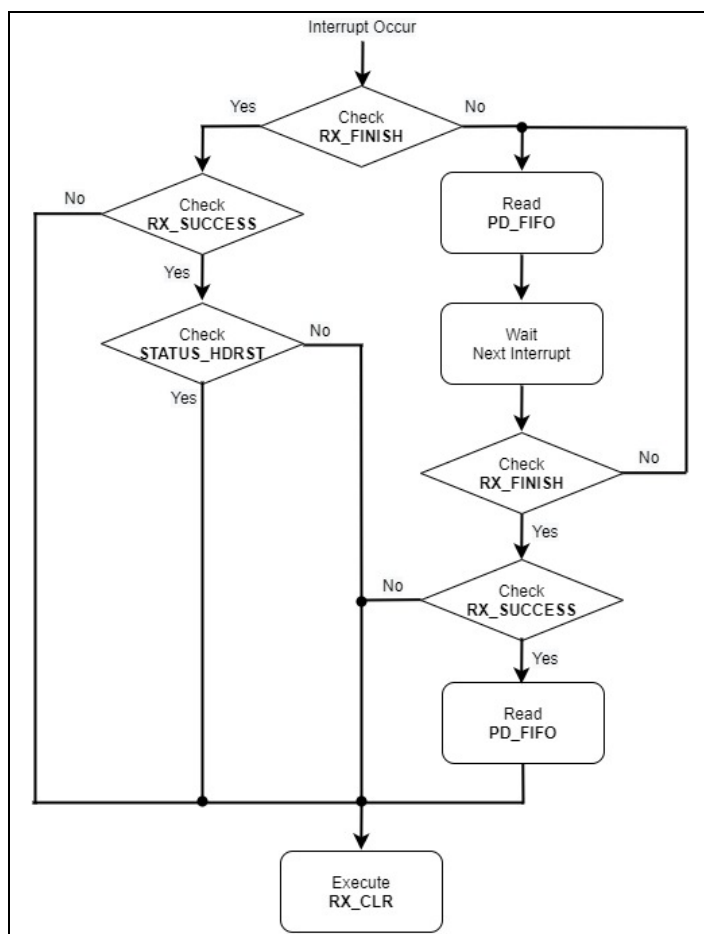 Interrupt Occur
Yes
Check
RX_FINISH
No
No
Check
RX_SUCCESS
Read
PD_FIFO
Yes
Check
STATUS_HDRST
No
Wait
Next Interrupt
Yes
Check
RX_FINISH
No
Yes
No
Check
RX_SUCCESS
Yes
Read
PD_FIFO
Execute
RX_CLR